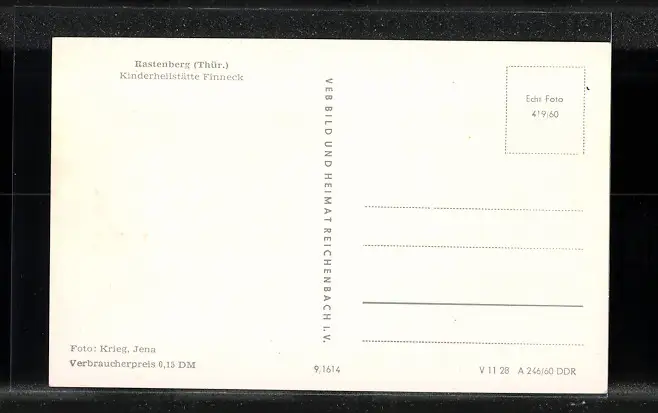 Rastenberg (Thür.)
Kinderheilstätte Finneck
VEB BILD UND HEIMAT REICHENBACH I. V.
Echt Foto
419/60
Foto: Krieg, Jena
Verbraucherpreis 0,15 DM
9,1614
V 11 28 A 246/60 DDR